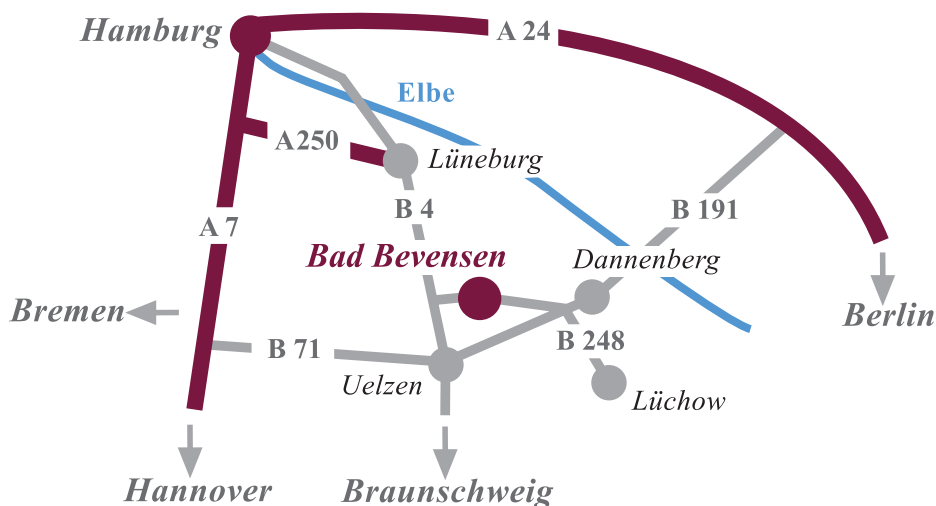 Hamburg
A 24
Elbe
A250
Lüneburg
B 4
B 191
A 7
Bad Bevensen
Dannenberg
Bremen
Berlin
B 71
B 248
Uelzen
Lüchow
Hannover
Braunschweig